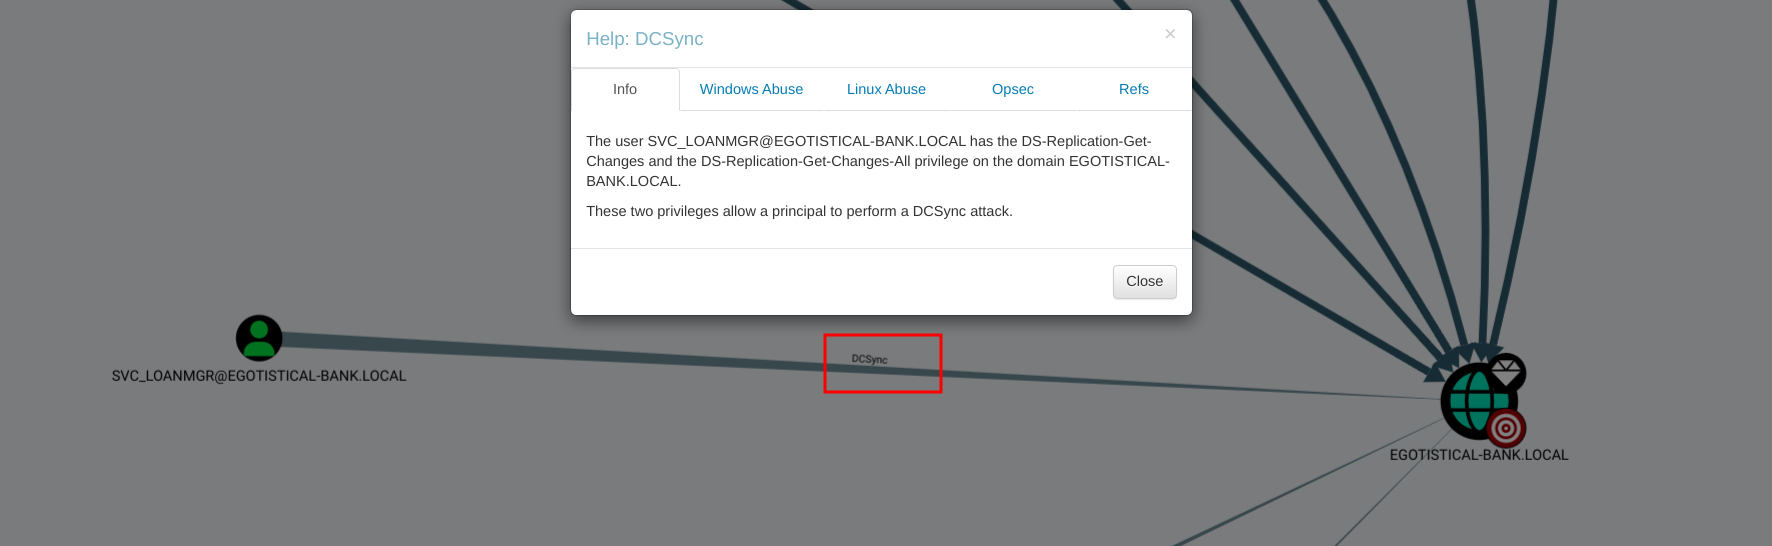 Help: DCSync
×
Info
Windows Abuse
Linux Abuse
Opsec
Refs
The user SVC_LOANMGR@EGOTISTICAL-BANK.LOCAL has the DS-Replication-Get-
Changes and the DS-Replication-Get-Changes-All privilege on the domain EGOTISTICAL-
BANK.LOCAL.
These two privileges allow a principal to perform a DCSync attack.
Close
DCSync
SVC_LOANMGR@EGOTISTICAL-BANK.LOCAL
EGOTISTICAL-BANK.LOCAL